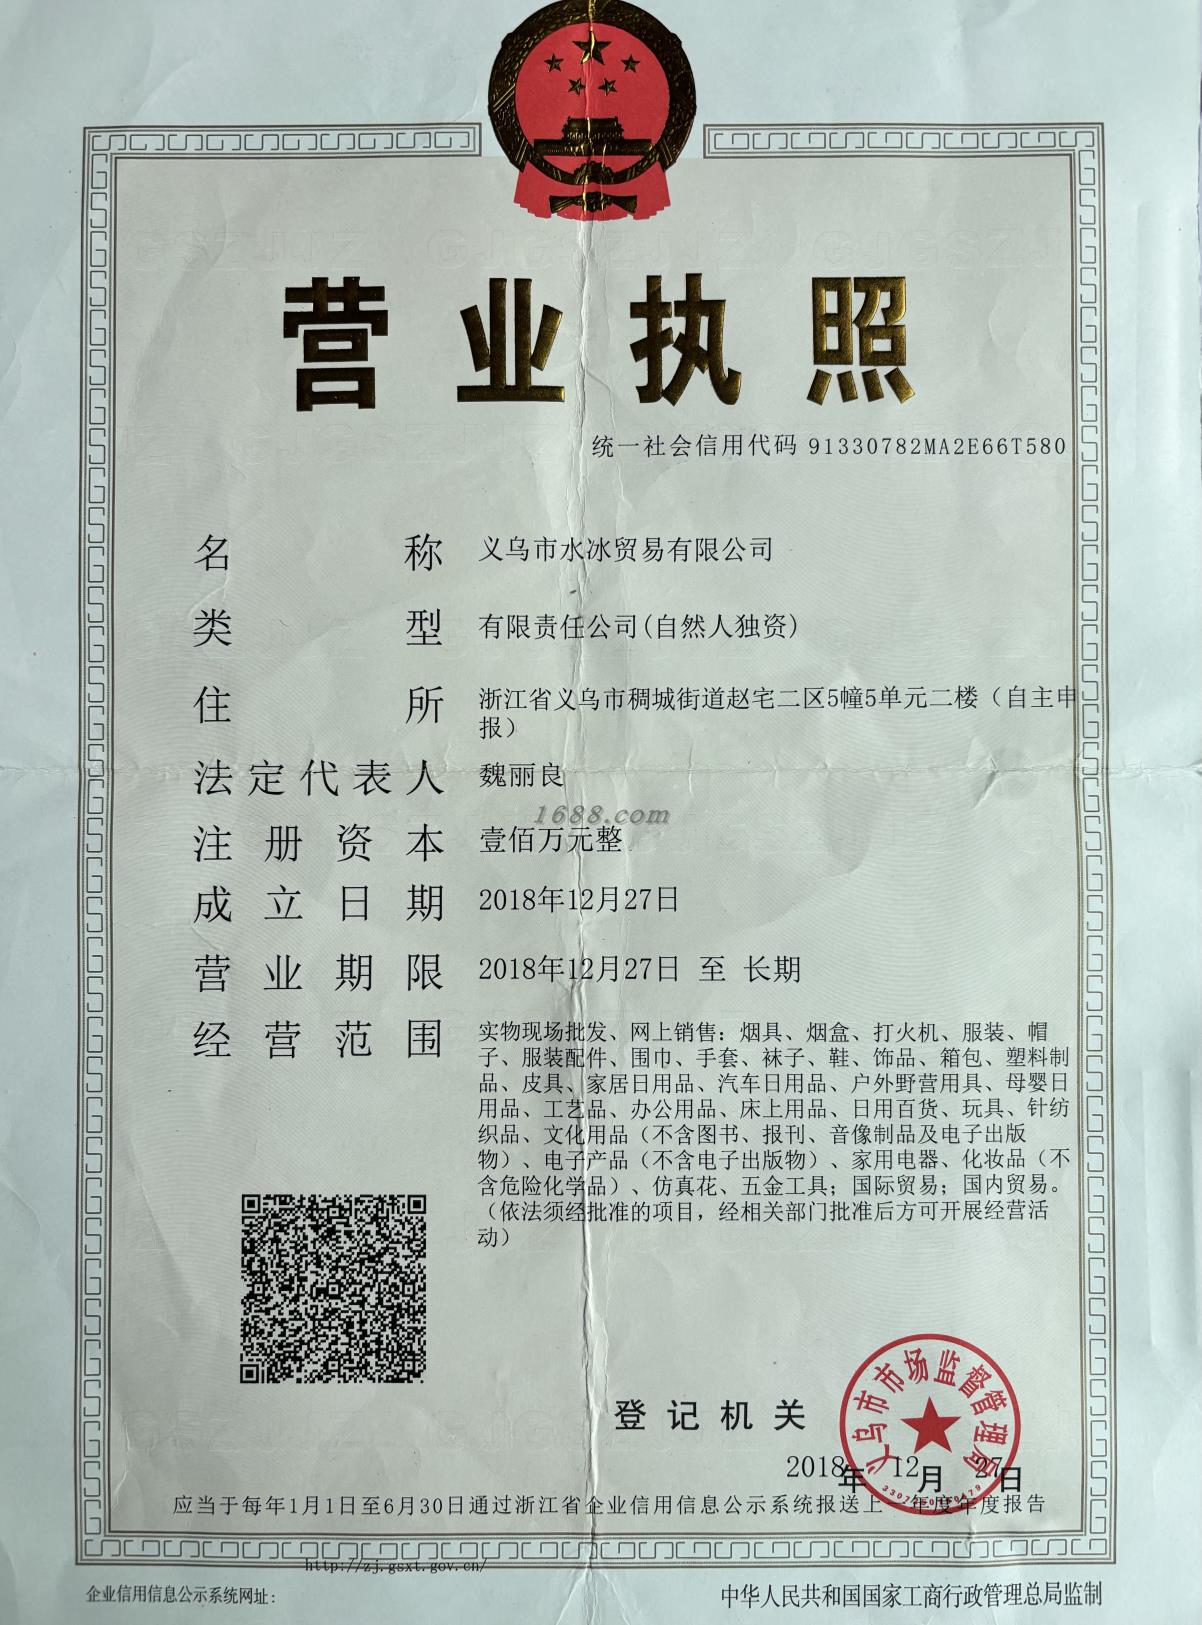 营业执照
统一社会信用代码 91330782MA2E66T580
名称 义乌市水冰贸易有限公司
类型 有限责任公司(自然人独资)
住所 浙江省义乌市稠城街道赵宅二区5幢5单元二楼（自主申
报）
法定代表人 魏丽良
1688.com
注册资本 壹佰万元整
成立日期 2018年12月27日
营业期限 2018年12月27日 至 长期
经营范围 实物现场批发、网上销售：烟具、烟盒、打火机、服装、帽
子、服装配件、围巾、手套、袜子、鞋、饰品、箱包、塑料制
品、皮具、家居日用品、汽车日用品、户外野营用具、母婴日
用品、工艺品、办公用品、床上用品、日用百货、玩具、针纺
织品、文化用品（不含图书、报刊、音像制品及电子出版
物）、电子产品（不含电子出版物）、家用电器、化妆品（不
含危险化学品）、仿真花、五金工具；国际贸易；国内贸易。
（依法须经批准的项目，经相关部门批准后方可开展经营活
动）
义乌市市场监督管理局
登记机关
2018年 12月 27日
应当于每年1月1日至6月30日通过浙江省企业信用信息公示系统报送上一年度年度报告
http://zj.gsxt.gov.cn/
企业信用信息公示系统网址：
中华人民共和国国家工商行政管理总局监制